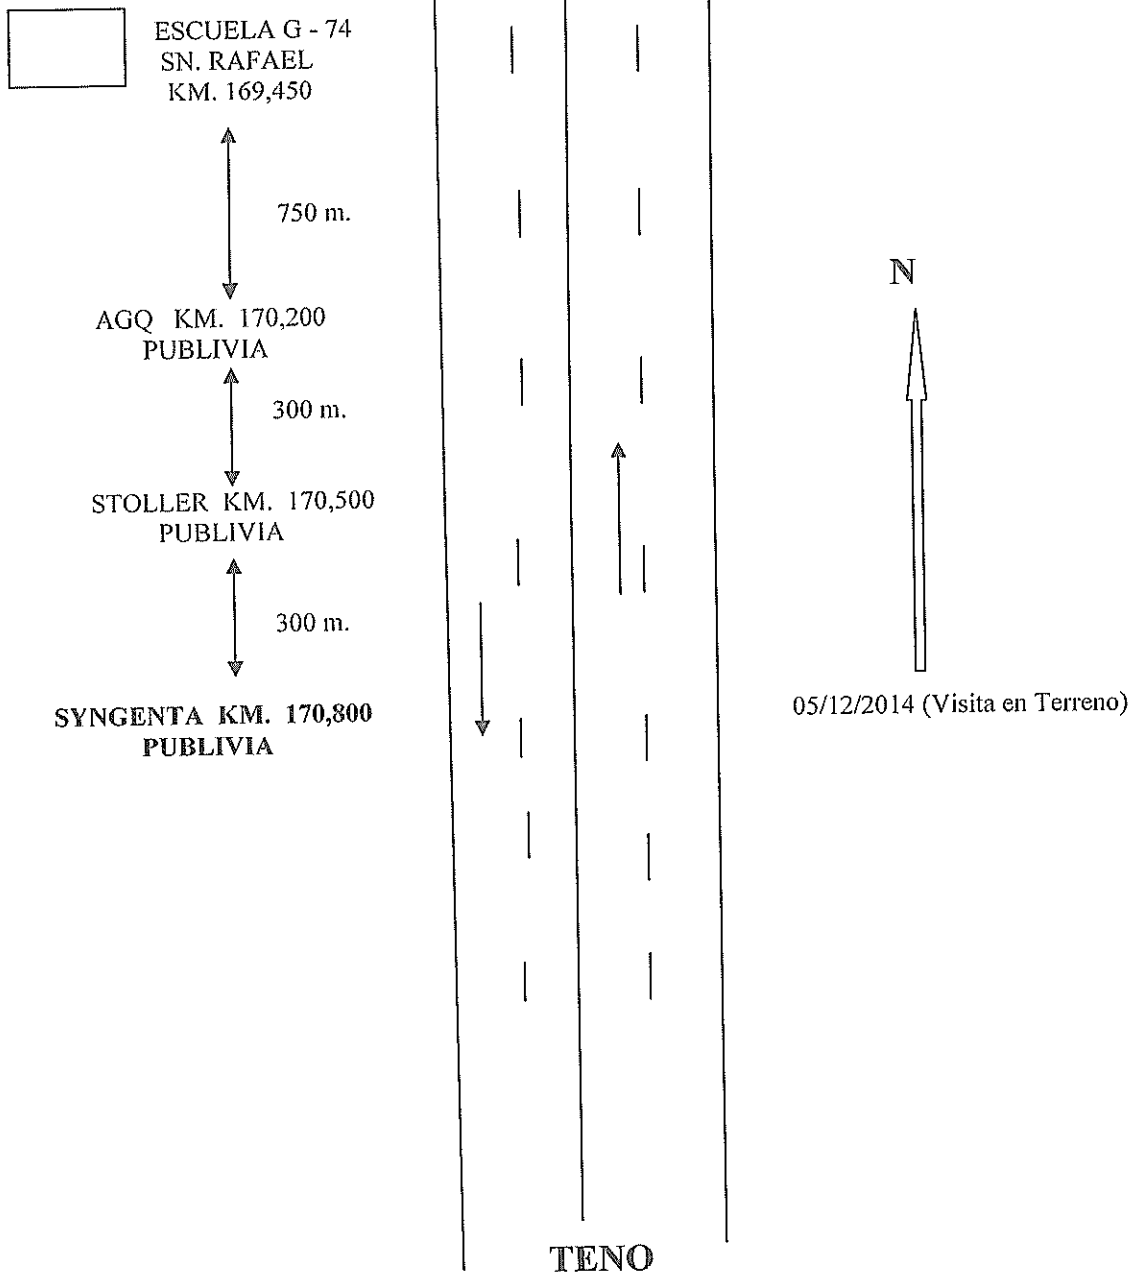 ESCUELA G - 74
SN. RAFAEL
KM. 169,450
750 m.
N
AGQ KM. 170,200
PUBLIVIA
300 m.
STOLLER KM. 170,500
PUBLIVIA
300 m.
SYNGENTA KM. 170,800
PUBLIVIA
05/12/2014 (Visita en Terreno)
TENO